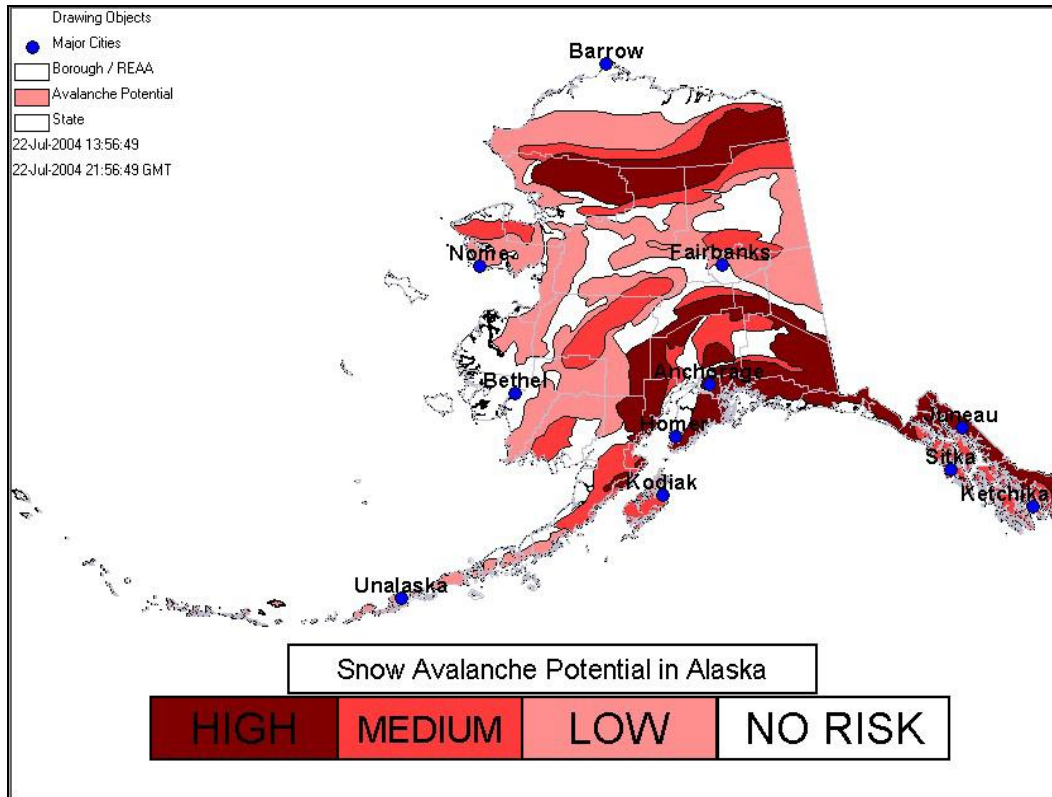 Drawing Objects
Major Cities
Borough / REAA
Avalanche Potential
State
22-Jul-2004 13:56:49
22-Jul-2004 21:56:49 GMT
Barrow
Nome
Fairbanks
Bethel
Anchorage
Homer
Kodiak
Juneau
Sitka
Ketchika
Unalaska
Snow Avalanche Potential in Alaska
HIGH
MEDIUM
LOW
NO RISK